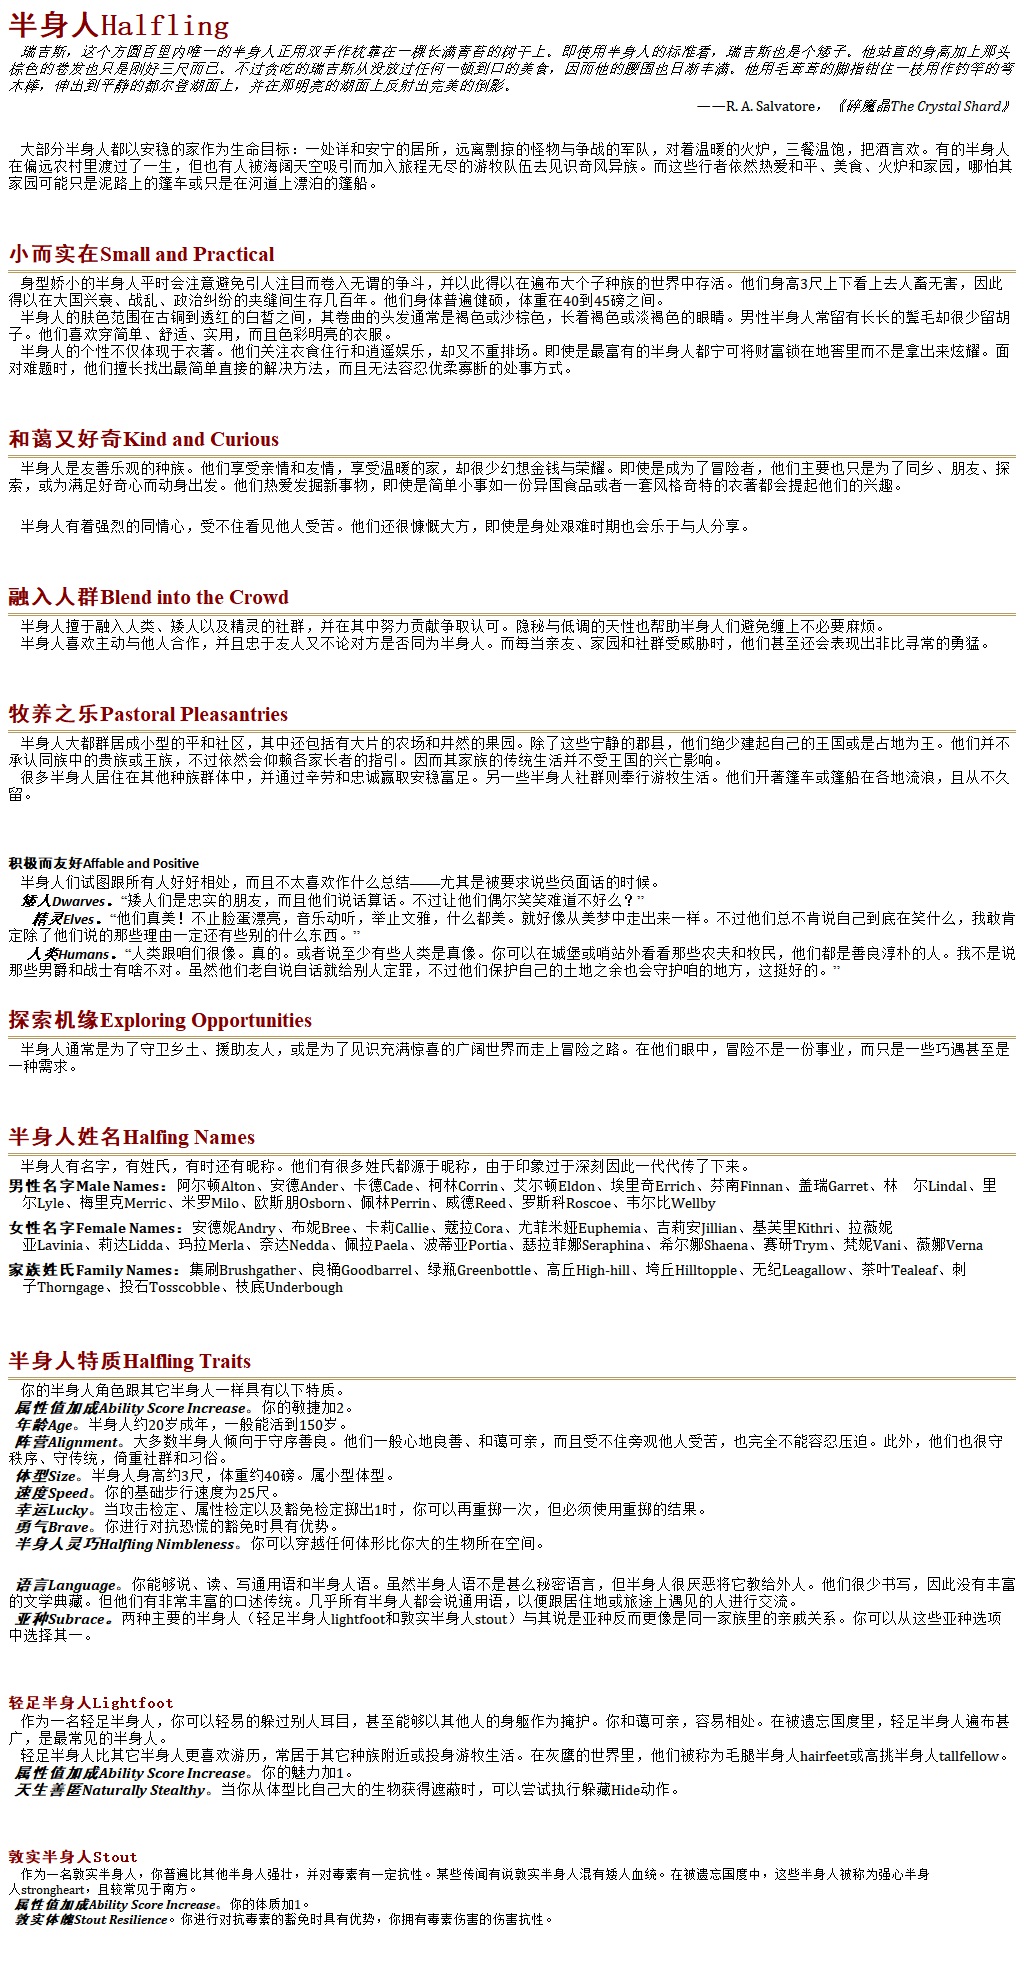 半身人Halfling
瑞吉斯，这个方圆百里内唯一的半身人正用双手作枕靠在一棵长满青苔的树干上。即使用半身人的标准看，瑞吉斯也是个矮子。他站直的身高加上那头
棕色的卷发也只是刚好三尺而已。不过贪吃的瑞吉斯从没放过任何一顿到口的美食，因而他的腰围也日渐丰满。他用毛茸茸的脚指钳住一枝用作钓竿的弯
木棒，伸出到平静的都尔登湖面上，并在那明亮的湖面上反射出完美的倒影。
——R. A. Salvatore，《碎魔晶The Crystal Shard》
大部分半身人都以安稳的家作为生命目标：一处详和安宁的居所，远离剽掠的怪物与争战的军队，对着温暖的火炉，三餐温饱，把酒言欢。有的半身人
在偏远农村里渡过了一生，但也有人被海阔天空吸引而加入旅程无尽的游牧队伍去见识奇风异族。而这些行者依然热爱和平、美食、火炉和家园，哪怕其
家园可能只是泥路上的篷车或只是在河道上漂泊的篷船。
小而实在Small and Practical
身型娇小的半身人平时会注意避免引人注目而卷入无谓的争斗，并以此得以在遍布大个子种族的世界中存活。他们身高3尺上下看上去人畜无害，因此
得以在大国兴衰、战乱、政治纠纷的夹缝间生存几百年。他们身体普遍健硕，体重在40到45磅之间。
半身人的肤色范围在古铜到透红的白皙之间，其卷曲的头发通常是褐色或沙棕色，长着褐色或淡褐色的眼睛。男性半身人常留有长长的鬓毛却很少留胡
子。他们喜欢穿简单、舒适、实用，而且色彩明亮的衣服。
半身人的个性不仅体现于衣著。他们关注衣食住行和逍遥娱乐，却又不重排场。即使是最富有的半身人都宁可将财富锁在地窖里而不是拿出来炫耀。面
对难题时，他们擅长找出最简单直接的解决方法，而且无法容忍优柔寡断的处事方式。
和蔼又好奇Kind and Curious
半身人是友善乐观的种族。他们享受亲情和友情，享受温暖的家，却很少幻想金钱与荣耀。即使是成为了冒险者，他们主要也只是为了同乡、朋友、探
索，或为满足好奇心而动身出发。他们热爱发掘新事物，即使是简单小事如一份异国食品或者一套风格奇特的衣著都会提起他们的兴趣。
半身人有着强烈的同情心，受不住看见他人受苦。他们还很慷慨大方，即使是身处艰难时期也会乐于与人分享。
融入人群Blend into the Crowd
半身人擅于融入人类、矮人以及精灵的社群，并在其中努力贡献争取认可。隐秘与低调的天性也帮助半身人们避免缠上不必要麻烦。
半身人喜欢主动与他人合作，并且忠于友人又不论对方是否同为半身人。而每当亲友、家园和社群受威胁时，他们甚至还会表现出非比寻常的勇猛。
牧养之乐Pastoral Pleasantries
半身人大都群居成小型的平和社区，其中还包括有大片的农场和井然的果园。除了这些宁静的郡县，他们绝少建起自己的王国或是占地为王。他们并不
承认同族中的贵族或王族，不过依然会仰赖各家长者的指引。因而其家族的传统生活并不受王国的兴亡影响。
很多半身人居住在其他种族群体中，并通过辛劳和忠诚赢取安稳富足。另一些半身人社群则奉行游牧生活。他们开著篷车或篷船在各地流浪，且从不久
留。
积极而友好Affable and Positive
半身人们试图跟所有人好好相处，而且不太喜欢作什么总结——尤其是被要求说些负面话的时候。
矮人Dwarves。“矮人们是忠实的朋友，而且他们说话算话。不过让他们偶尔笑笑难道不好么？”
精灵Elves。“他们真美！不止脸蛋漂亮，音乐动听，举止文雅，什么都美。就好像从美梦中走出来一样。不过他们总不肯说自己到底在笑什么，我敢肯
定除了他们说的那些理由一定还有些别的什么东西。”
人类Humans。“人类跟咱们很像。真的。或者说至少有些人类是真像。你可以在城堡或哨站外看看那些农夫和牧民，他们都是善良淳朴的人。我不是说
那些男爵和战士有啥不对。虽然他们老自说自话就给别人定罪，不过他们保护自己的土地之余也会守护咱的地方，这挺好的。”
探索机缘Exploring Opportunities
半身人通常是为了守卫乡土、援助友人，或是为了见识充满惊喜的广阔世界而走上冒险之路。在他们眼中，冒险不是一份事业，而只是一些巧遇甚至是
一种需求。
半身人姓名Halfing Names
半身人有名字，有姓氏，有时还有昵称。他们有很多姓氏都源于昵称，由于印象过于深刻因此一代代传了下来。
男性名字Male Names：阿尔顿Alton、安德Ander、卡德Cade、柯林Corrin、艾尔顿Eldon、埃里奇Errich、芬南Finnan、盖瑞Garret、林　尔Lindal、里
尔Lyle、梅里克Merric、米罗Milo、欧斯朋Osborn、佩林Perrin、威德Reed、罗斯科Roscoe、韦尔比Wellby
女性名字Female Names：安德妮Andry、布妮Bree、卡莉Callie、蔻拉Cora、尤菲米娅Euphemia、吉莉安Jillian、基芙里Kithri、拉薇妮
亚Lavinia、莉达Lidda、玛拉Merla、奈达Nedda、佩拉Paela、波蒂亚Portia、瑟拉菲娜Seraphina、希尔娜Shaena、赛研Trym、梵妮Vani、薇娜Verna
家族姓氏Family Names：集刷Brushgather、良桶Goodbarrel、绿瓶Greenbottle、高丘High-hill、垮丘Hilltopple、无纪Leagallow、茶叶Tealeaf、刺
子Thorngage、投石Tosscobble、枝底Underbough
半身人特质Halfling Traits
你的半身人角色跟其它半身人一样具有以下特质。
属性值加成Ability Score Increase。你的敏捷加2。
年龄Age。半身人约20岁成年，一般能活到150岁。
阵营Alignment。大多数半身人倾向于守序善良。他们一般心地良善、和蔼可亲，而且受不住旁观他人受苦，也完全不能容忍压迫。此外，他们也很守
秩序、守传统，倚重社群和习俗。
体型Size。半身人身高约3尺，体重约40磅。属小型体型。
速度Speed。你的基础步行速度为25尺。
幸运Lucky。当攻击检定、属性检定以及豁免检定掷出1时，你可以再重掷一次，但必须使用重掷的结果。
勇气Brave。你进行对抗恐慌的豁免时具有优势。
半身人灵巧Halfling Nimbleness。你可以穿越任何体形比你大的生物所在空间。
语言Language。你能够说、读、写通用语和半身人语。虽然半身人语不是甚么秘密语言，但半身人很厌恶将它教给外人。他们很少书写，因此没有丰富
的文学典藏。但他们有非常丰富的口述传统。几乎所有半身人都会说通用语，以便跟居住地或旅途上遇见的人进行交流。
亚种Subrace。两种主要的半身人（轻足半身人lightfoot和敦实半身人stout）与其说是亚种反而更像是同一家族里的亲戚关系。你可以从这些亚种选项
中选择其一。
轻足半身人Lightfoot
作为一名轻足半身人，你可以轻易的躲过别人耳目，甚至能够以其他人的身躯作为掩护。你和蔼可亲，容易相处。在被遗忘国度里，轻足半身人遍布甚
广，是最常见的半身人。
轻足半身人比其它半身人更喜欢游历，常居于其它种族附近或投身游牧生活。在灰鹰的世界里，他们被称为毛腿半身人hairfeet或高挑半身人tallfellow。
属性值加成Ability Score Increase。你的魅力加1。
天生善匿Naturally Stealthy。当你从体型比自己大的生物获得遮蔽时，可以尝试执行躲藏Hide动作。
敦实半身人Stout
作为一名敦实半身人，你普遍比其他半身人强壮，并对毒素有一定抗性。某些传闻有说敦实半身人混有矮人血统。在被遗忘国度中，这些半身人被称为强心半身
人strongheart，且较常见于南方。
属性值加成Ability Score Increase。你的体质加1。
敦实体魄Stout Resilience。你进行对抗毒素的豁免时具有优势，你拥有毒素伤害的伤害抗性。